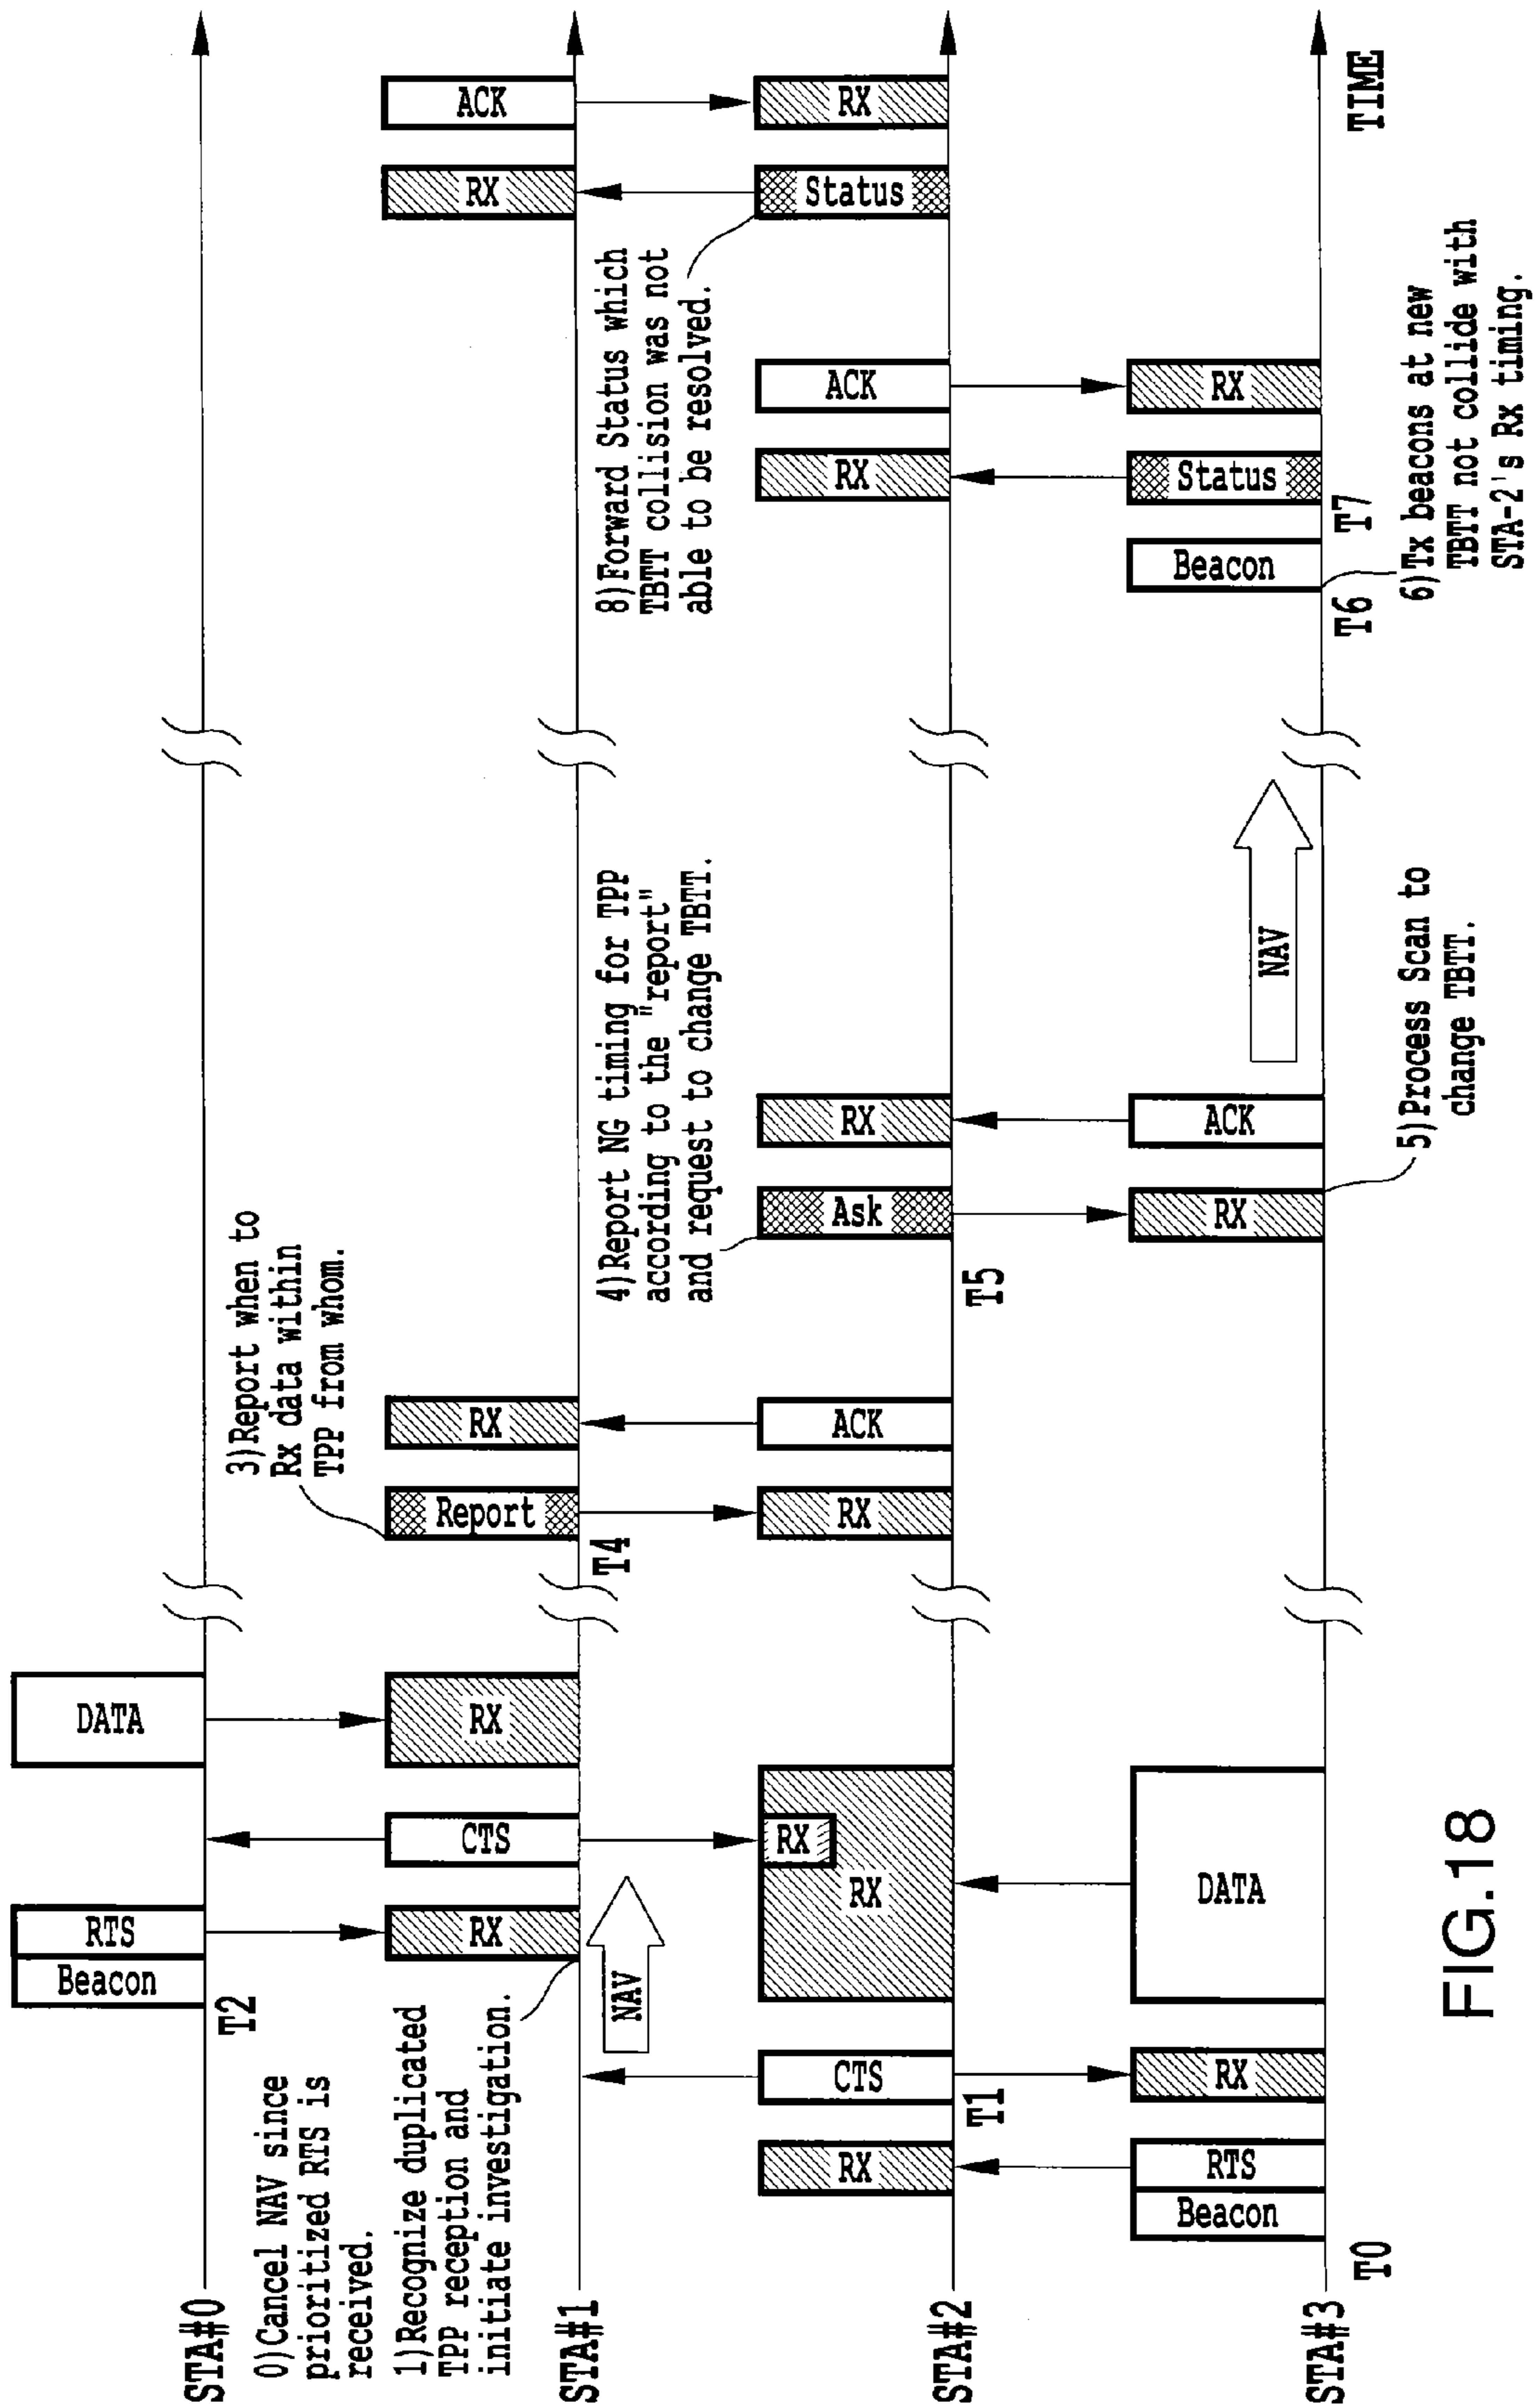 STA#0
Beacon
RTS
DATA
T2
0)Cancel NAV since
prioritized RTS is
received.
3)Report when to
Rx data within
TPP from whom.
1)Recognize duplicated
TPP reception and
initiate investigation.
STA#1
RX
CTS
RX
Report
RX
RX
ACK
NAV
T4
4)Report NG timing for TPP
according to the "report"
and request to change TBTT.
8)Forward Status which
TBTT collision was not
able to be resolved.
STA#2
RX
CTS
RX
RX
RX
ACK
Ask
RX
RX
ACK
Status
RX
T1
T5
STA#3
Beacon
RTS
RX
DATA
RX
ACK
NAV
Beacon
Status
RX
T0
T6
T7
TIME
5)Process Scan to
change TBTT.
6)Tx beacons at new
TBTT not collide with
STA-2's Rx timing.
FIG.18